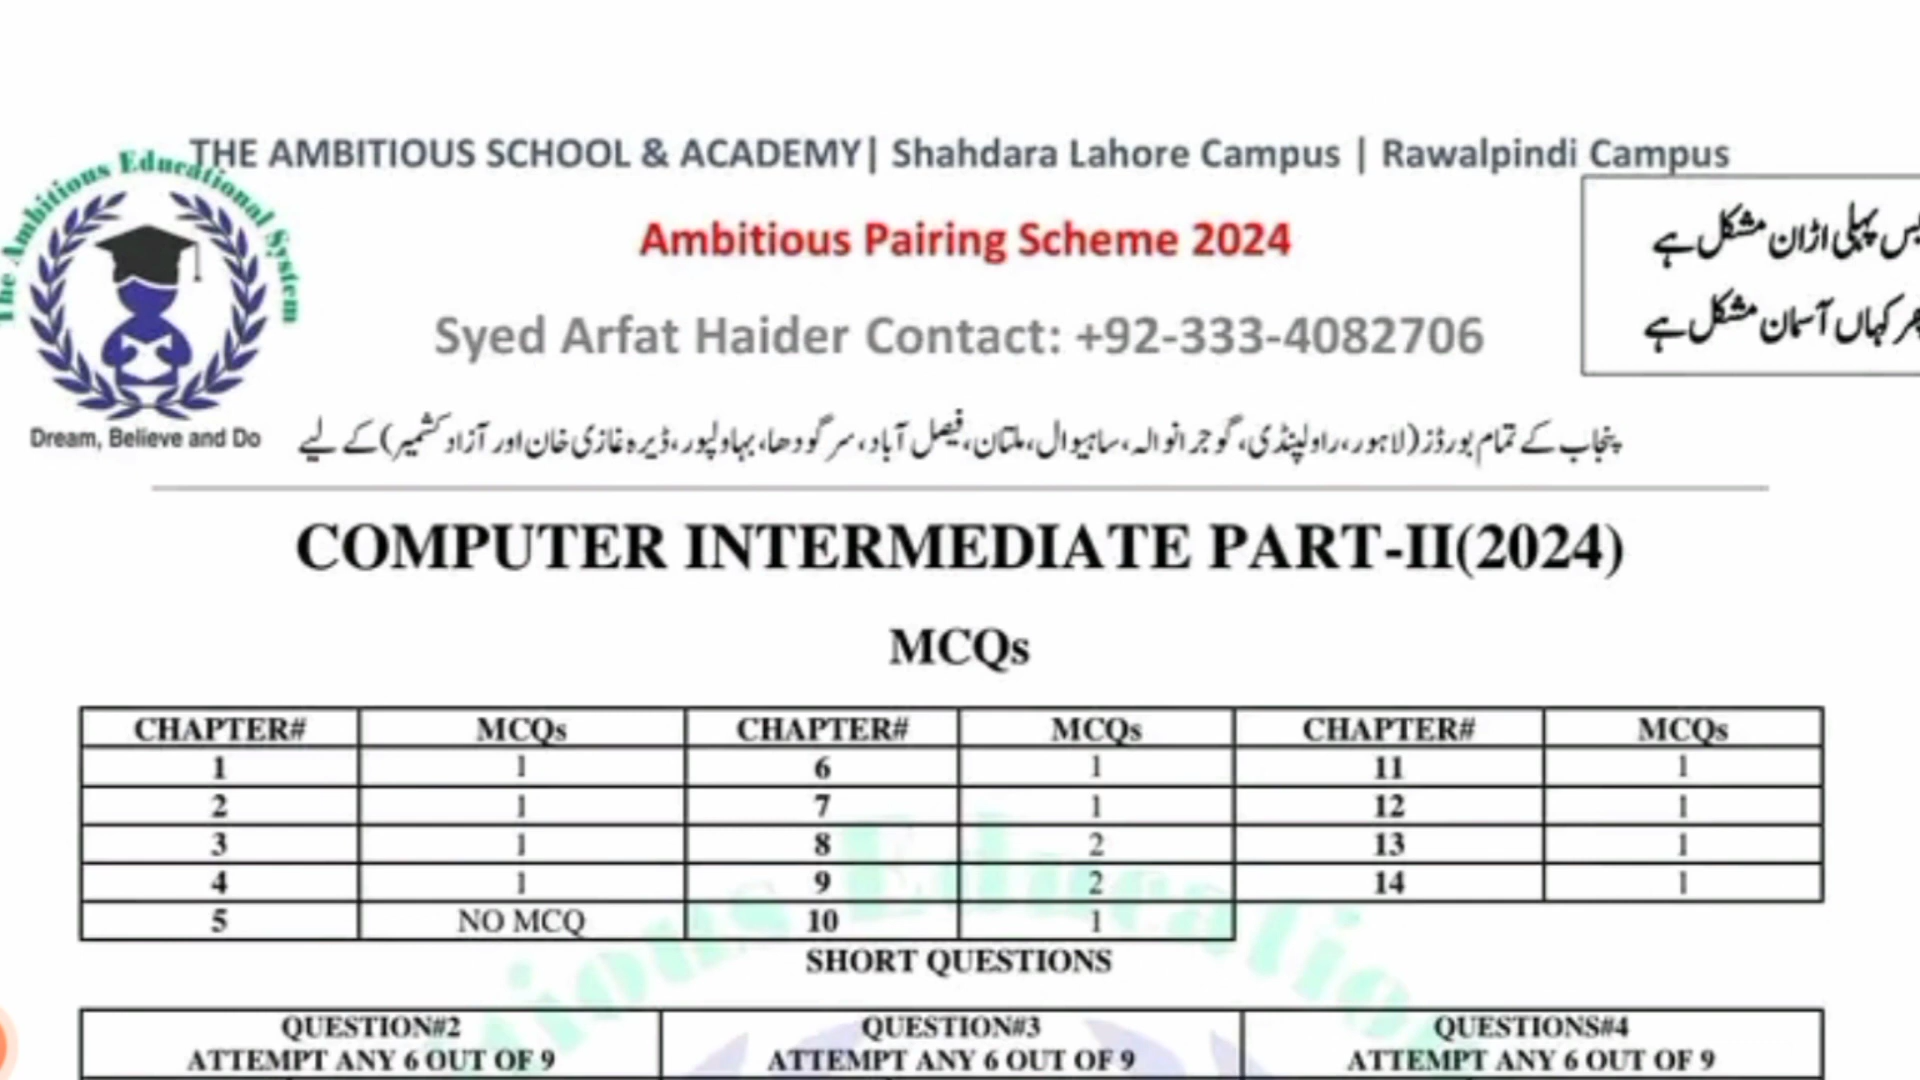 THE AMBITIOUS SCHOOL & ACADEMY| Shahdara Lahore Campus | Rawalpindi Campus
The Ambitious Educational System
Ambitious Pairing Scheme 2024
پہلی اڑان مشکل ہے
کہاں آسمان مشکل ہے
Syed Arfat Haider Contact: +92-333-4082706
Dream, Believe and Do
پنجاب کے تمام بورڈز(لاہور،راولپنڈی،گوجرانوالہ،ساہیوال،ملتان،فیصل آباد،سرگودھا،بہاولپور،ڈیرہ غازی خان اور آزاد کشمیر)کے لیے
COMPUTER INTERMEDIATE PART-II(2024)
MCQs
CHAPTER# MCQs CHAPTER# MCQs CHAPTER# MCQs
1 1 6 1 11 1
2 1 7 1 12 1
3 1 8 2 13 1
4 1 9 2 14 1
5 NO MCQ 10 1
SHORT QUESTIONS
QUESTION#2 QUESTION#3 QUESTIONS#4
ATTEMPT ANY 6 OUT OF 9 ATTEMPT ANY 6 OUT OF 9 ATTEMPT ANY 6 OUT OF 9